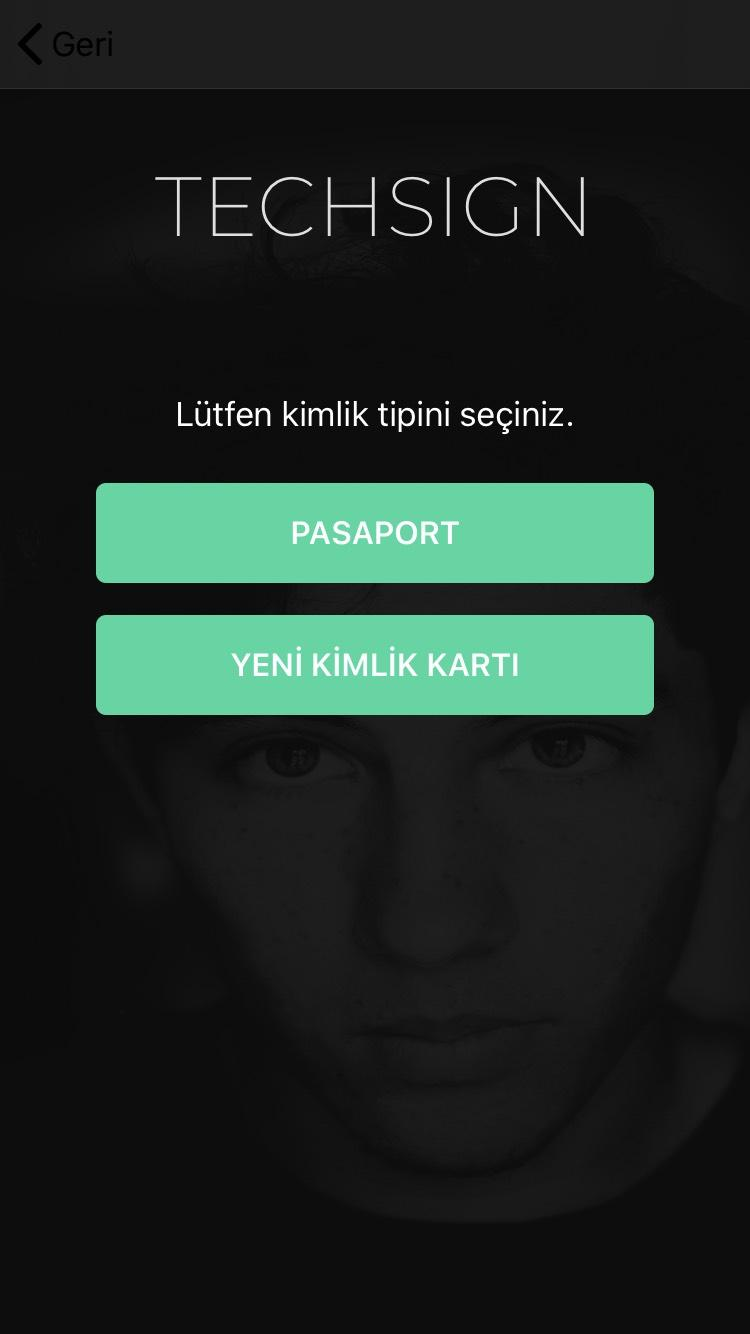 Geri
TECHSIGN
Lütfen kimlik tipini seçiniz.
PASAPORT
YENİ KİMLİK KARTI